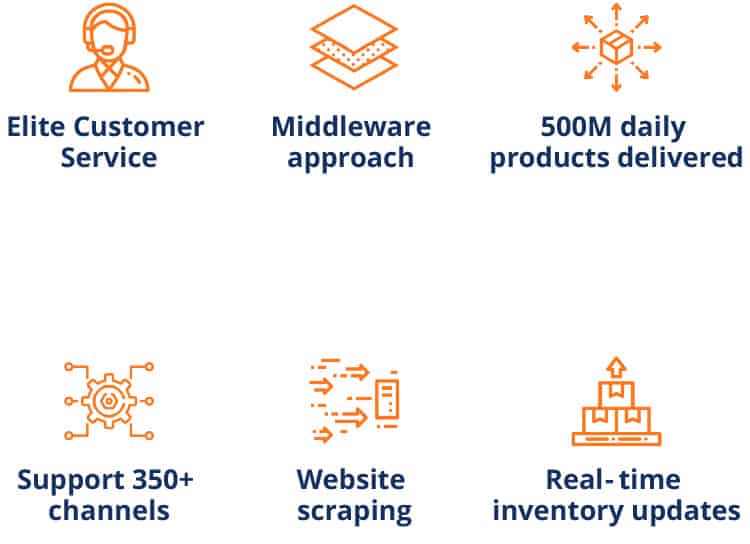 Elite Customer
Service
Middleware
approach
500M daily
products delivered
Support 350+
channels
Website
scraping
Real-time
inventory updates